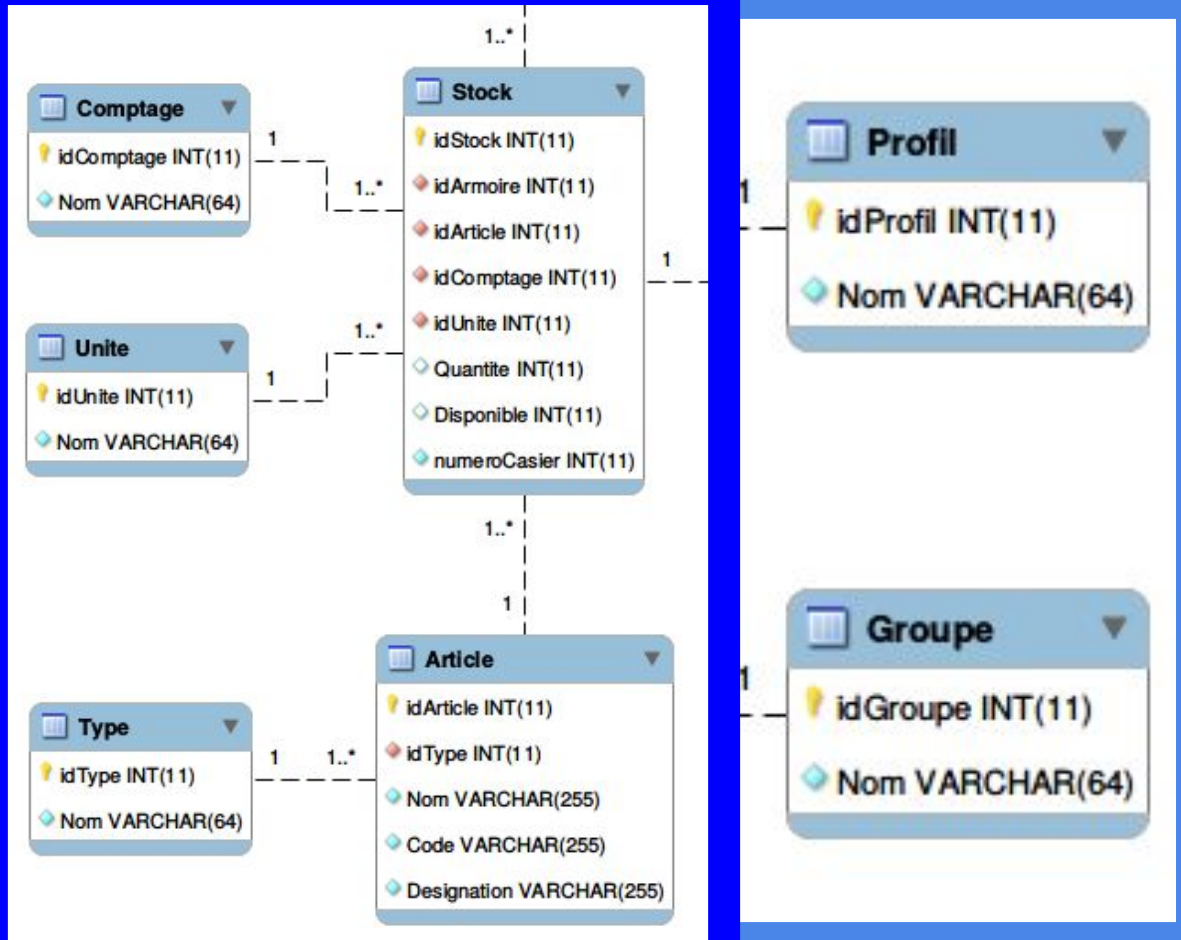 1..*
Comptage
idComptage INT(11)
Nom VARCHAR(64)
1
1..*
Stock
idStock INT(11)
idArmoire INT(11)
idArticle INT(11)
idComptage INT(11)
idUnite INT(11)
Quantite INT(11)
Disponible INT(11)
numeroCasier INT(11)
1
Unite
idUnite INT(11)
Nom VARCHAR(64)
1
1..*
1..*
1
Type
idType INT(11)
Nom VARCHAR(64)
1
1..*
Article
idArticle INT(11)
idType INT(11)
Nom VARCHAR(255)
Code VARCHAR(255)
Designation VARCHAR(255)
1
Profil
idProfil INT(11)
Nom VARCHAR(64)
1
Groupe
idGroupe INT(11)
Nom VARCHAR(64)